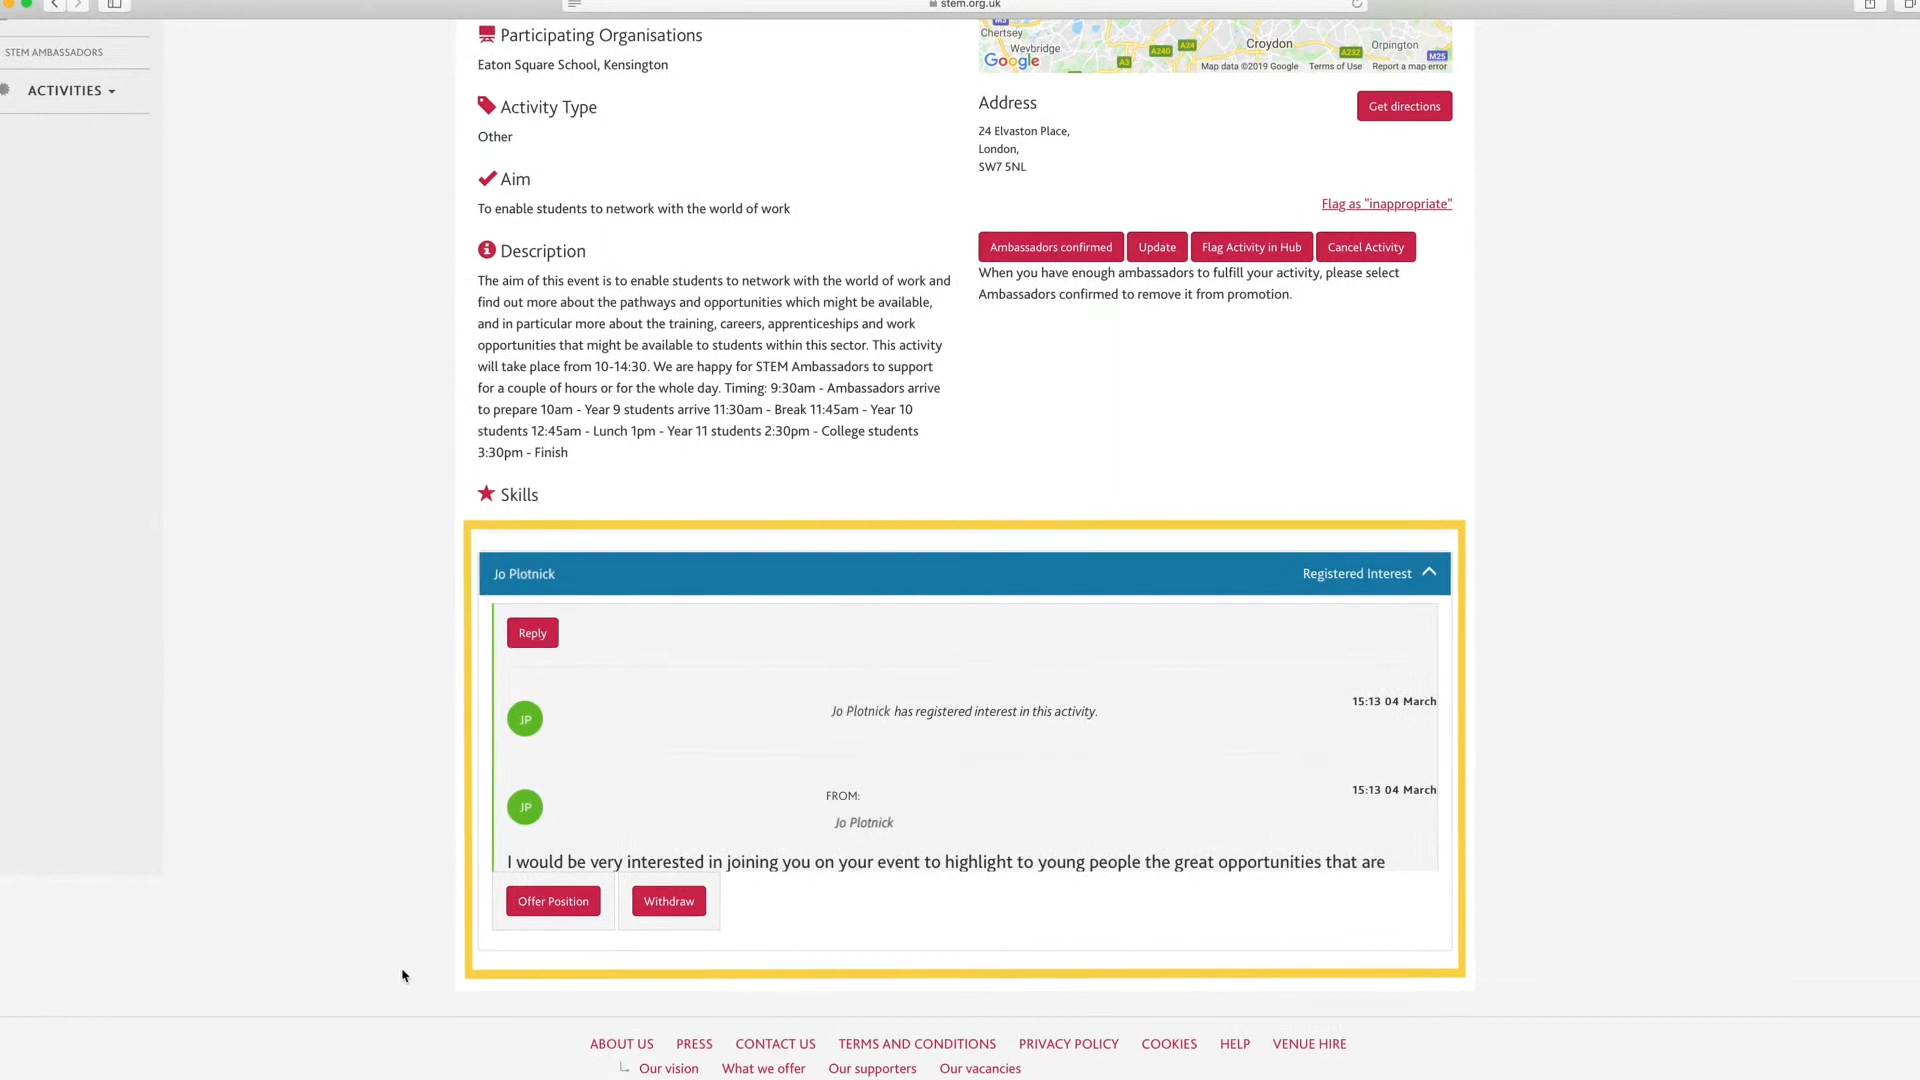 stem.org.uk
STEM AMBASSADORS
ACTIVITIES
Participating Organisations
Eaton Square School, Kensington
Activity Type
Other
Aim
To enable students to network with the world of work
Description
The aim of this event is to enable students to network with the world of work and
find out more about the pathways and opportunities which might be available,
and in particular more about the training, careers, apprenticeships and work
opportunities that might be available to students within this sector. This activity
will take place from 10-14:30. We are happy for STEM Ambassadors to support
for a couple of hours or for the whole day. Timing: 9:30am - Ambassadors arrive
to prepare 10am - Year 9 students arrive 11:30am - Break 11:45am - Year 10
students 12:45am - Lunch 1pm - Year 11 students 2:30pm - College students
3:30pm - Finish
Skills
M3
Chertsey
Weybridge
A240
A24
Croydon
A232
Orpington
M25
A3
Google
Map data ©2019 Google
Terms of Use
Report a map error
Address
Get directions
24 Elvaston Place,
London,
SW7 5NL
Flag as "inappropriate"
Ambassadors confirmed
Update
Flag Activity in Hub
Cancel Activity
When you have enough ambassadors to fulfill your activity, please select
Ambassadors confirmed to remove it from promotion.
Jo Plotnick
Registered Interest
Reply
JP
Jo Plotnick has registered interest in this activity.
15:13 04 March
JP
FROM:
Jo Plotnick
15:13 04 March
I would be very interested in joining you on your event to highlight to young people the great opportunities that are
Offer Position
Withdraw
ABOUT US PRESS CONTACT US TERMS AND CONDITIONS PRIVACY POLICY COOKIES HELP VENUE HIRE
Our vision What we offer Our supporters Our vacancies